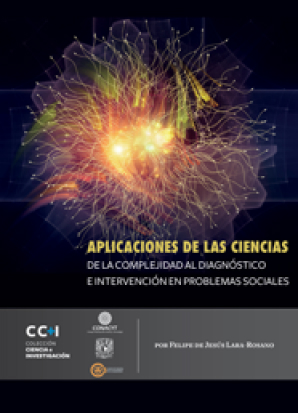 APLICACIONES DE LAS CIENCIAS
DE LA COMPLEJIDAD AL DIAGNÓSTICO
E INTERVENCIÓN EN PROBLEMAS SOCIALES
CC+I
COLECCIÓN
CIENCIA e
INVESTIGACIÓN
CONACYT
POR FELIPE DE JESÚS LARA-ROSANO